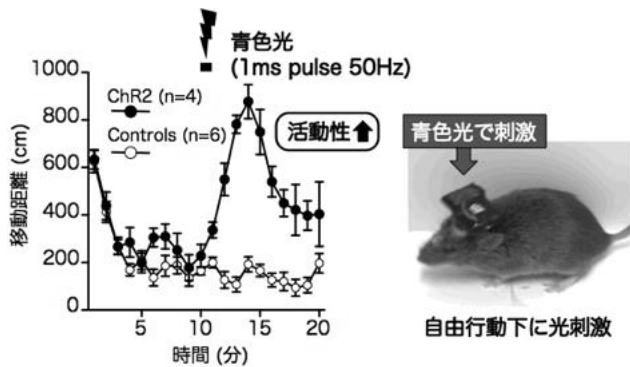 青色光
(1ms pulse 50Hz)
1000
800
600
400
200
0
移動距離 (cm)
ChR2 (n=4)
Controls (n=6)
活動性
5
10
15
20
時間 (分)
青色光で刺激
自由行動下に光刺激